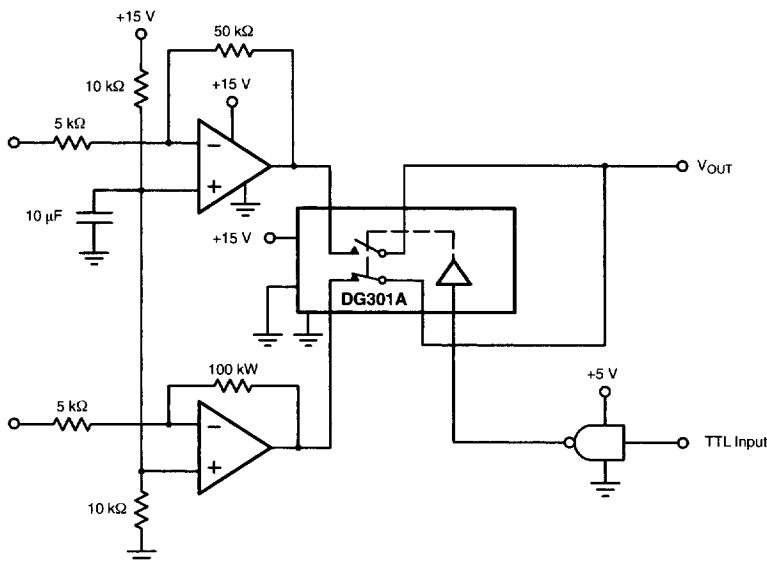 +15 V
50 kΩ
10 kΩ
+15 V
5 kΩ
−
+
10 µF
V_OUT
+15 V
DG301A
100 kW
5 kΩ
−
+
10 kΩ
+5 V
TTL Input